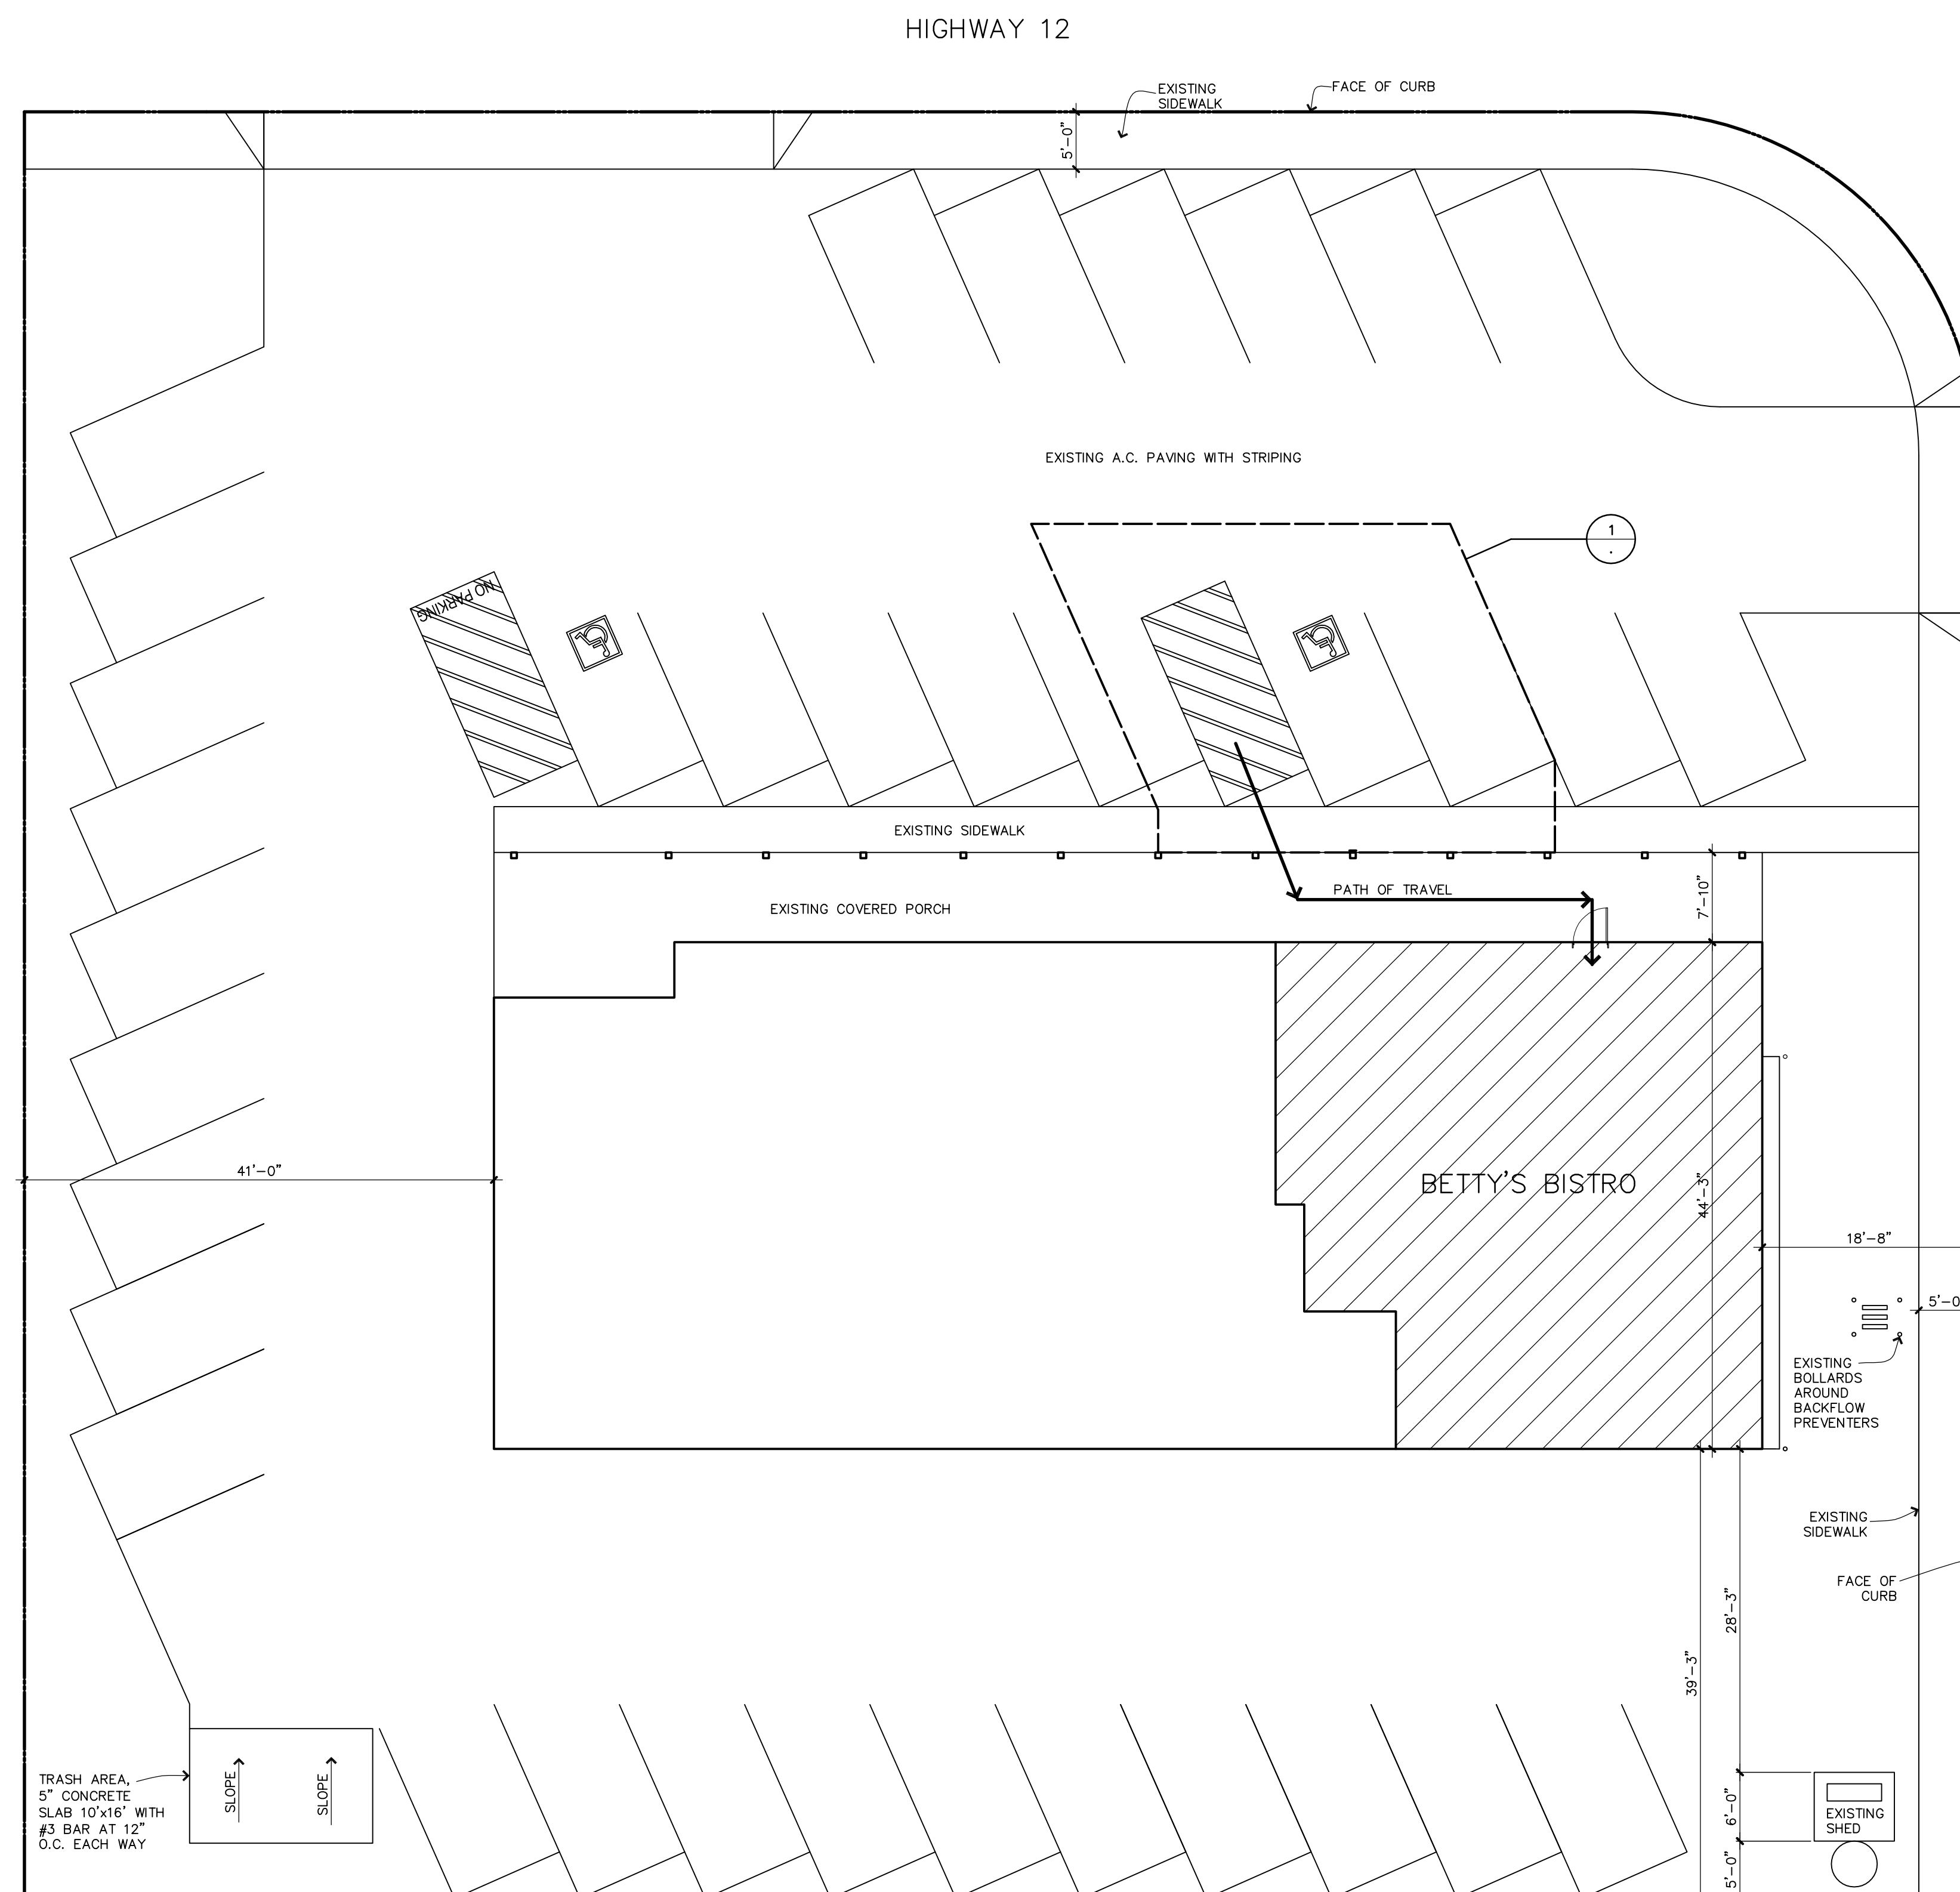 HIGHWAY 12
EXISTING
SIDEWALK
FACE OF CURB
5'-0"
EXISTING A.C. PAVING WITH STRIPING
1
.
NO PARKING
EXISTING SIDEWALK
PATH OF TRAVEL
EXISTING COVERED PORCH
7'-10"
41'-0"
BETTY'S BISTRO
44'-3"
18'-8"
5'-0
EXISTING
BOLLARDS
AROUND
BACKFLOW
PREVENTERS
EXISTING
SIDEWALK
FACE OF
CURB
28'-3"
39'-3"
TRASH AREA,
5" CONCRETE
SLAB 10'x16' WITH
#3 BAR AT 12"
O.C. EACH WAY
SLOPE
SLOPE
6'-0"
EXISTING
SHED
5'-0"